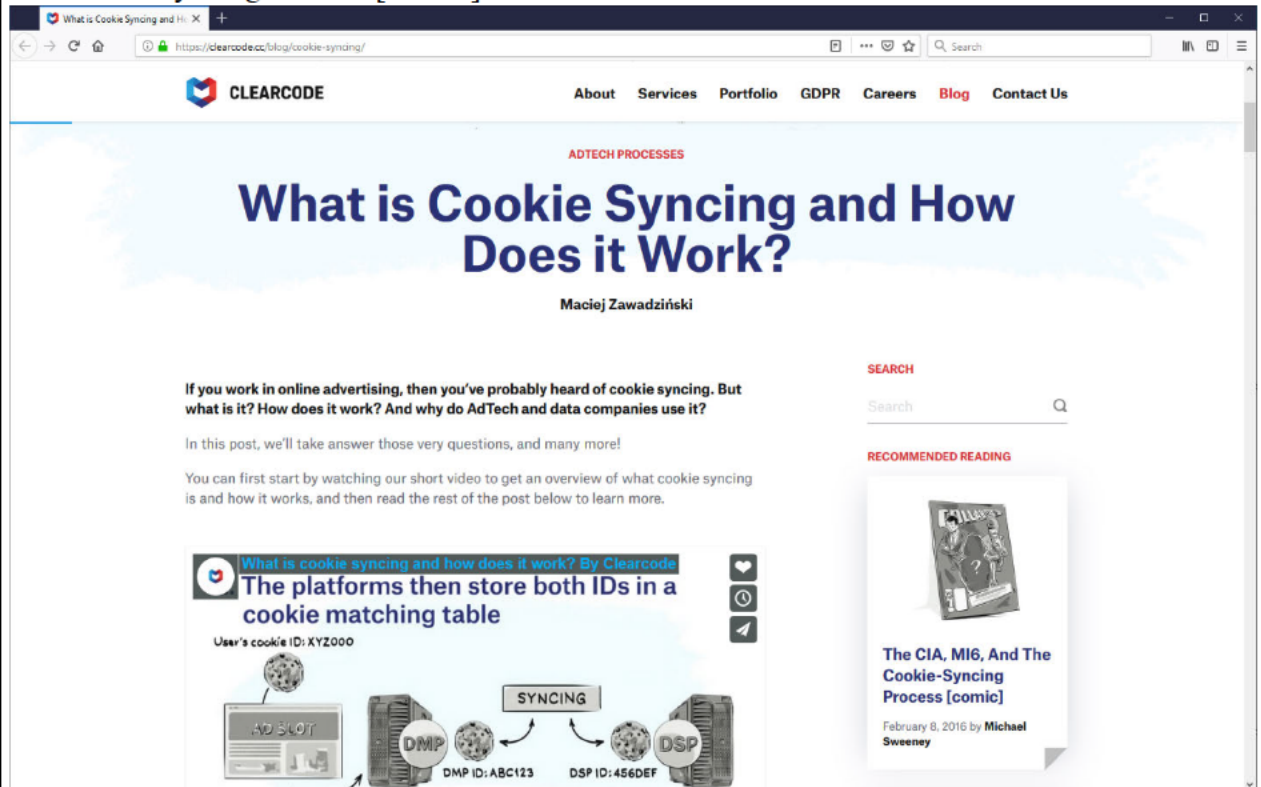 What is Cookie Syncing and Ho
https://clearcode.cc/blog/cookie-syncing/
Search
CLEARCODE
About Services Portfolio GDPR Careers Blog Contact Us
ADTECH PROCESSES
What is Cookie Syncing and How
Does it Work?
Maciej Zawadziński
If you work in online advertising, then you've probably heard of cookie syncing. But
what is it? How does it work? And why do AdTech and data companies use it?
In this post, we'll take answer those very questions, and many more!
You can first start by watching our short video to get an overview of what cookie syncing
is and how it works, and then read the rest of the post below to learn more.
What is cookie syncing and how does it work? By Clearcode
The platforms then store both IDs in a
cookie matching table
User's cookie ID: XYZ000
AD SLOT
SYNCING
DMP
DSP
DMP ID: ABC123
DSP ID: 456DEF
SEARCH
Search
RECOMMENDED READING
?
The CIA, MI6, And The
Cookie-Syncing
Process [comic]
February 8, 2016 by Michael
Sweeney